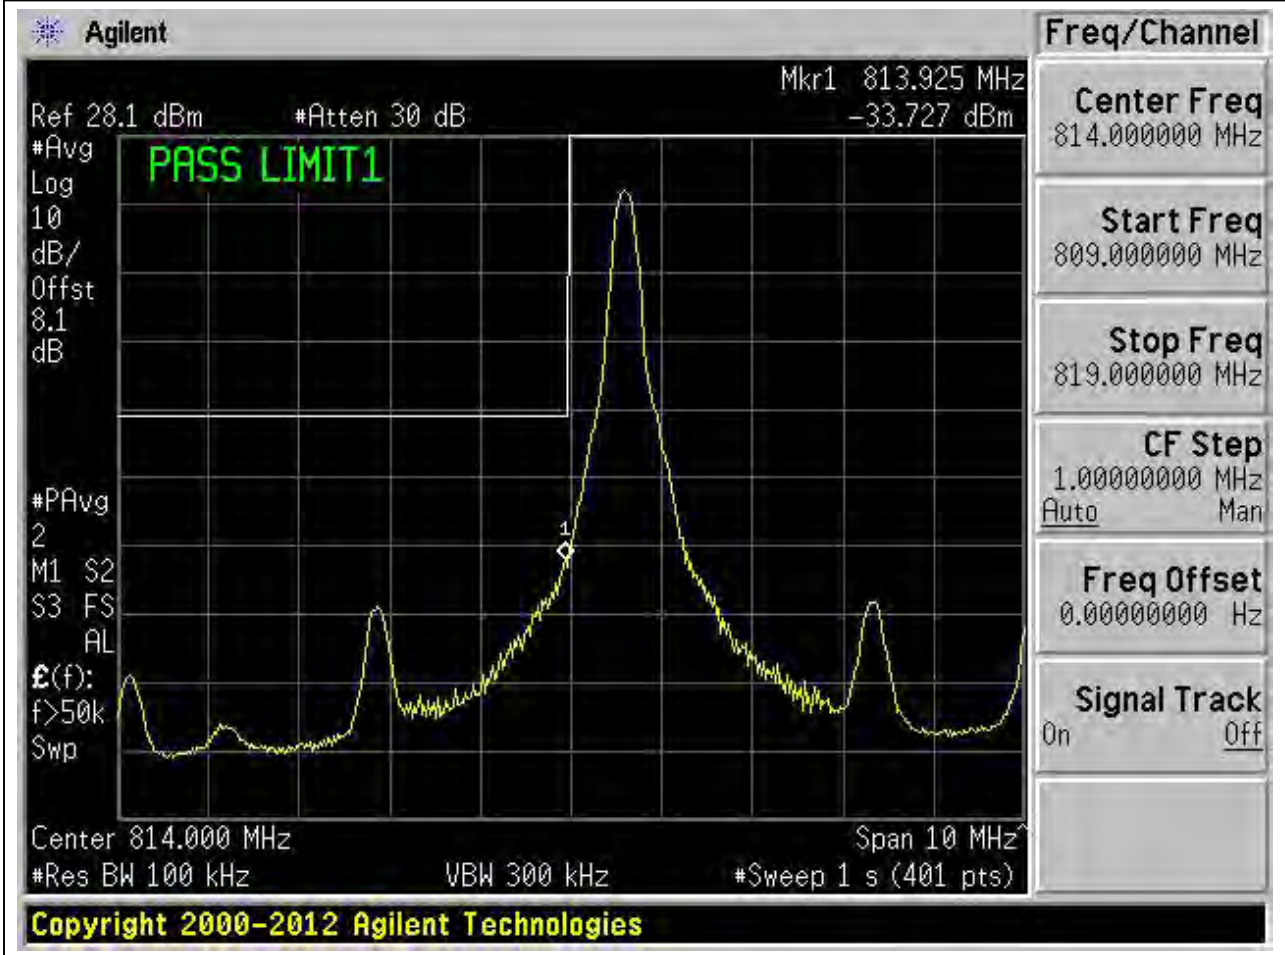 Agilent
Freq/Channel
Mkr1 813.925 MHz
Ref 28.1 dBm #Atten 30 dB -33.727 dBm
#Avg
Log
10
dB/
Offst
8.1
dB
PASS LIMIT1
1
#PAvg
2
M1 S2
S3 FS
AL
£(f):
f>50k
Swp
Center 814.000 MHz Span 10 MHz^
#Res BW 100 kHz VBW 300 kHz #Sweep 1 s (401 pts)
Copyright 2000-2012 Agilent Technologies
Center Freq
814.000000 MHz
Start Freq
809.000000 MHz
Stop Freq
819.000000 MHz
CF Step
1.00000000 MHz
Auto Man
Freq Offset
0.00000000 Hz
Signal Track
On Off